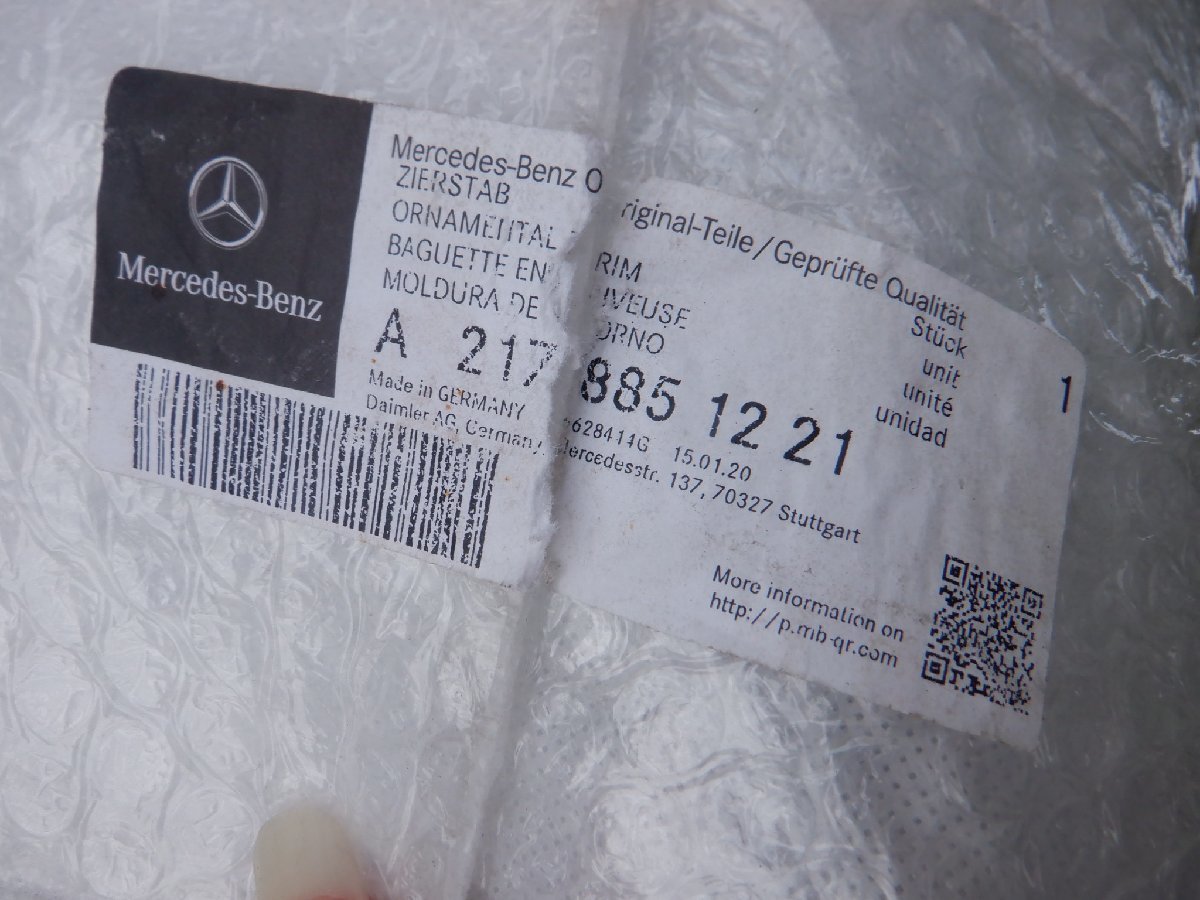 Mercedes-Benz
Mercedes-Benz Original-Teile/Geprüfte Qualität
ZIERSTAB Stück
ORNAMENTAL RIM unit
BAGUETTE unité
MOLDURA DE unidad
1
A 217 885 12 21
Made in GERMANY 628414G 15.01.20
Daimler AG, Germany, Mercedesstr. 137, 70327 Stuttgart
More information on
http://p.mb-qr.com